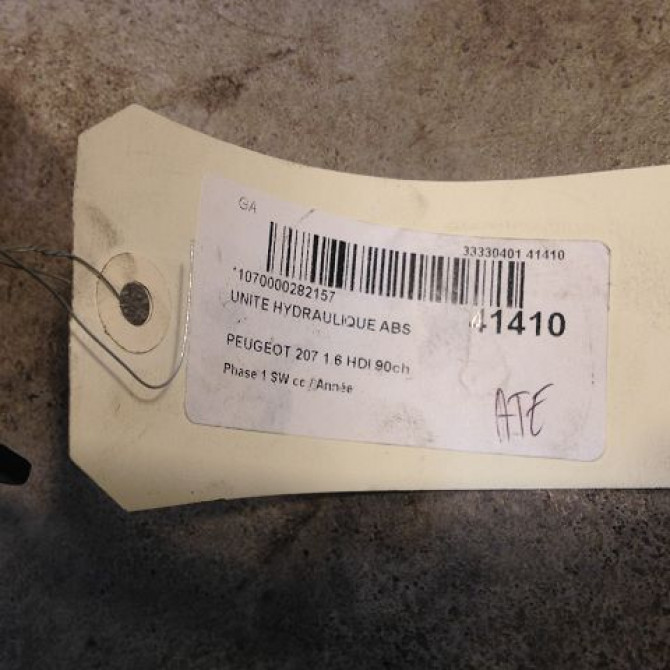 GA
33330401 41410
*1070000282157
UNITE HYDRAULIQUE ABS
41410
PEUGEOT 207 1.6 HDI 90ch
Phase 1 SW cc / Année
ATE